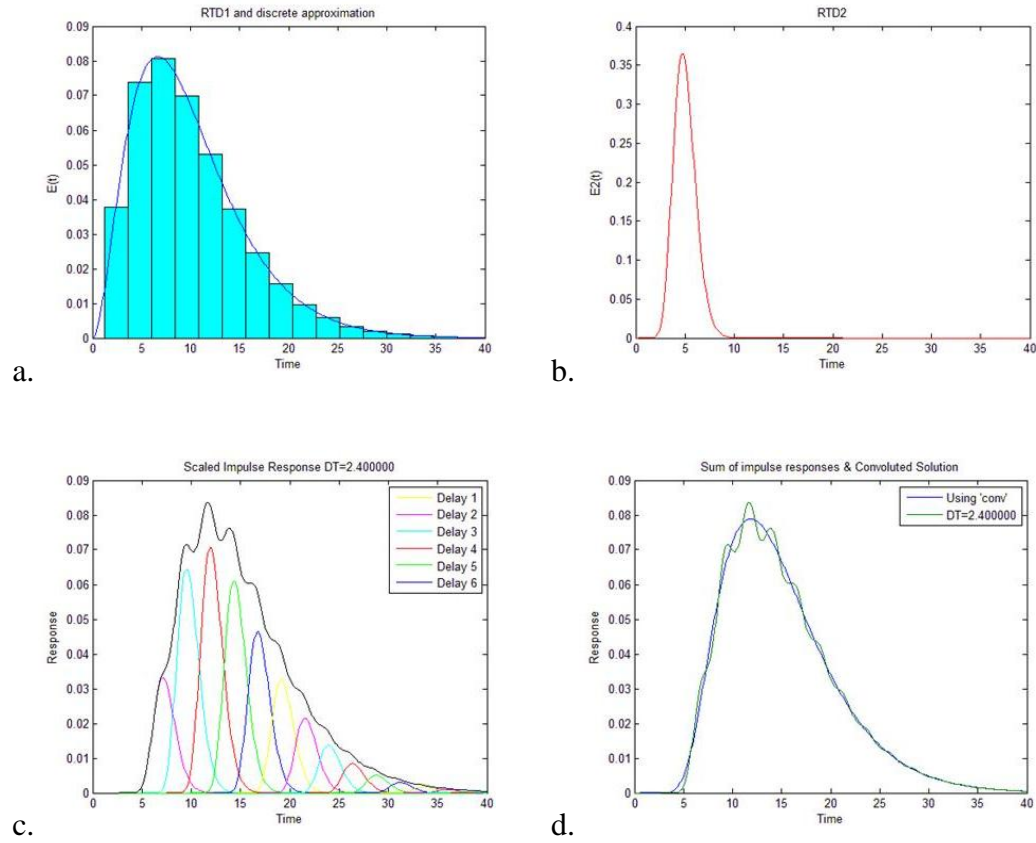 RTD1 and discrete approximation
0.09
0.08
0.07
0.06
0.05
0.04
0.03
0.02
0.01
0
E(t)
0 5 10 15 20 25 30 35 40
Time
a.
RTD2
0.4
0.35
0.3
0.25
0.2
0.15
0.1
0.05
0
E2(t)
0 5 10 15 20 25 30 35 40
Time
b.
Scaled Impulse Response DT=2.400000
0.09
0.08
0.07
0.06
0.05
0.04
0.03
0.02
0.01
0
Response
Delay 1
Delay 2
Delay 3
Delay 4
Delay 5
Delay 6
0 5 10 15 20 25 30 35 40
Time
c.
Sum of impulse responses & Convoluted Solution
0.09
0.08
0.07
0.06
0.05
0.04
0.03
0.02
0.01
0
Response
Using 'conv'
DT=2.400000
0 5 10 15 20 25 30 35 40
Time
d.